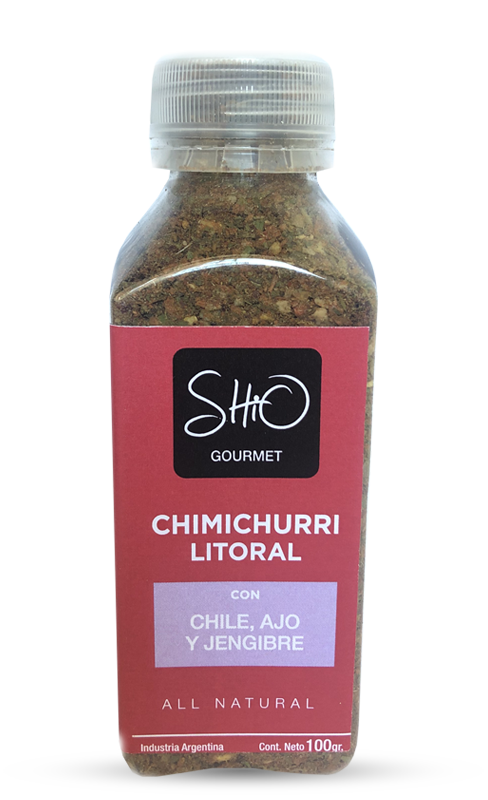 SHiO
GOURMET
CHIMICHURRI
LITORAL
CON
CHILE, AJO
Y JENGIBRE
ALL NATURAL
Industria Argentina Cont. Neto 100gr.